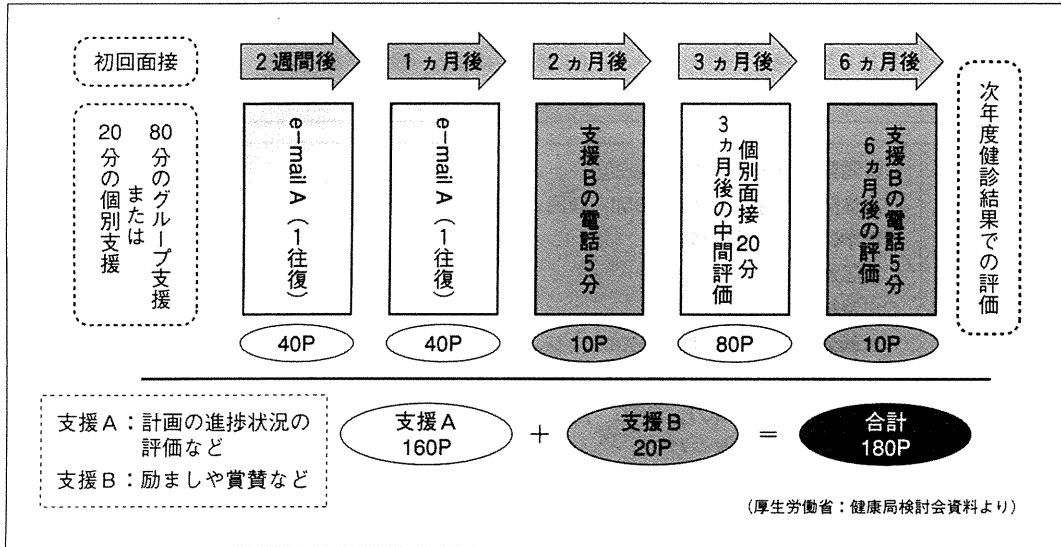 初回面接
2週間後
1ヵ月後
2ヵ月後
3ヵ月後
6ヵ月後
80分のグループ支援
または
20分の個別支援
e-mail A（1往復）
e-mail A（1往復）
支援Bの電話5分
個別面接 20分
3ヵ月後の中間評価
支援Bの電話5分
6ヵ月後の評価
次年度健診結果での評価
40P
40P
10P
80P
10P
支援A：計画の進捗状況の
評価など
支援B：励ましや賞賛など
支援A
160P
+
支援B
20P
=
合計
180P
（厚生労働省：健康局検討会資料より）